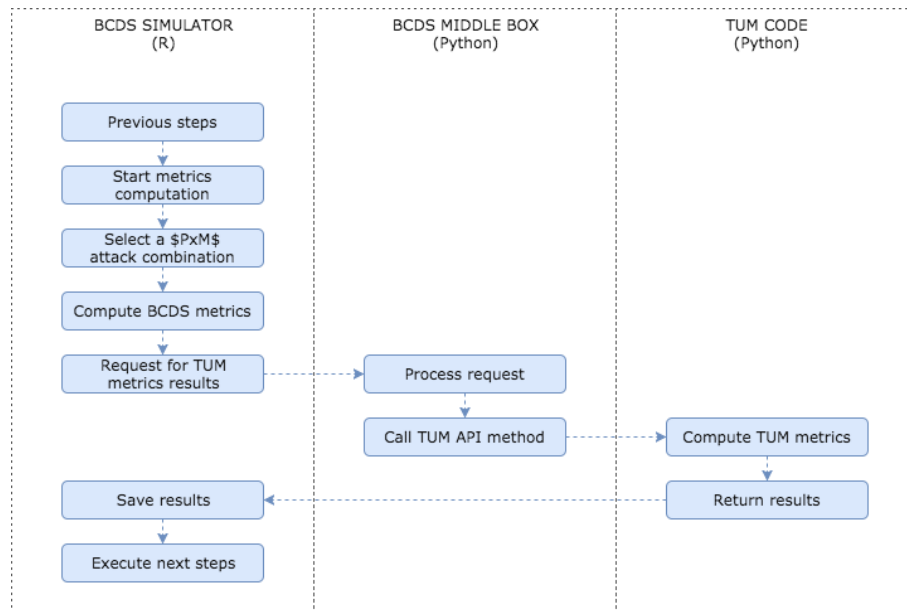 BCDS SIMULATOR
(R)
BCDS MIDDLE BOX
(Python)
TUM CODE
(Python)
Previous steps
Start metrics
computation
Select a $PxM$
attack combination
Compute BCDS metrics
Request for TUM
metrics results
Process request
Call TUM API method
Compute TUM metrics
Save results
Return results
Execute next steps